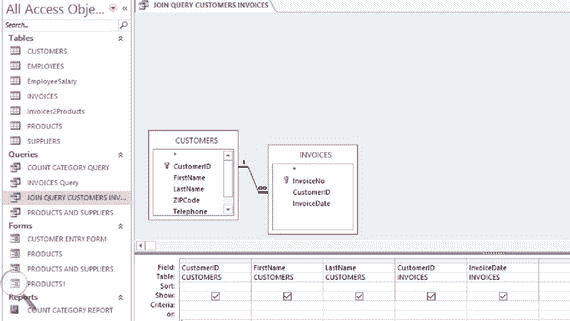 All Access Obje...
Search...
Tables
CUSTOMERS
EMPLOYEES
EmployeeSalary
INVOICES
Invoices2Products
PRODUCTS
SUPPLIERS
Queries
COUNT CATEGORY QUERY
INVOICES Query
JOIN QUERY CUSTOMERS INV...
PRODUCTS AND SUPPLIERS
Forms
CUSTOMER ENTRY FORM
PRODUCTS
PRODUCTS AND SUPPLIERS
PRODUCTS1
Reports
COUNT CATEGORY REPORT
JOIN QUERY CUSTOMERS INVOICES
CUSTOMERS
*
CustomerID
FirstName
LastName
ZIPCode
Telephone
1
∞
INVOICES
*
InvoiceNo
CustomerID
InvoiceDate
Field: CustomerID FirstName LastName CustomerID InvoiceDate
Table: CUSTOMERS CUSTOMERS CUSTOMERS INVOICES INVOICES
Sort:
Show:
Criteria:
or: